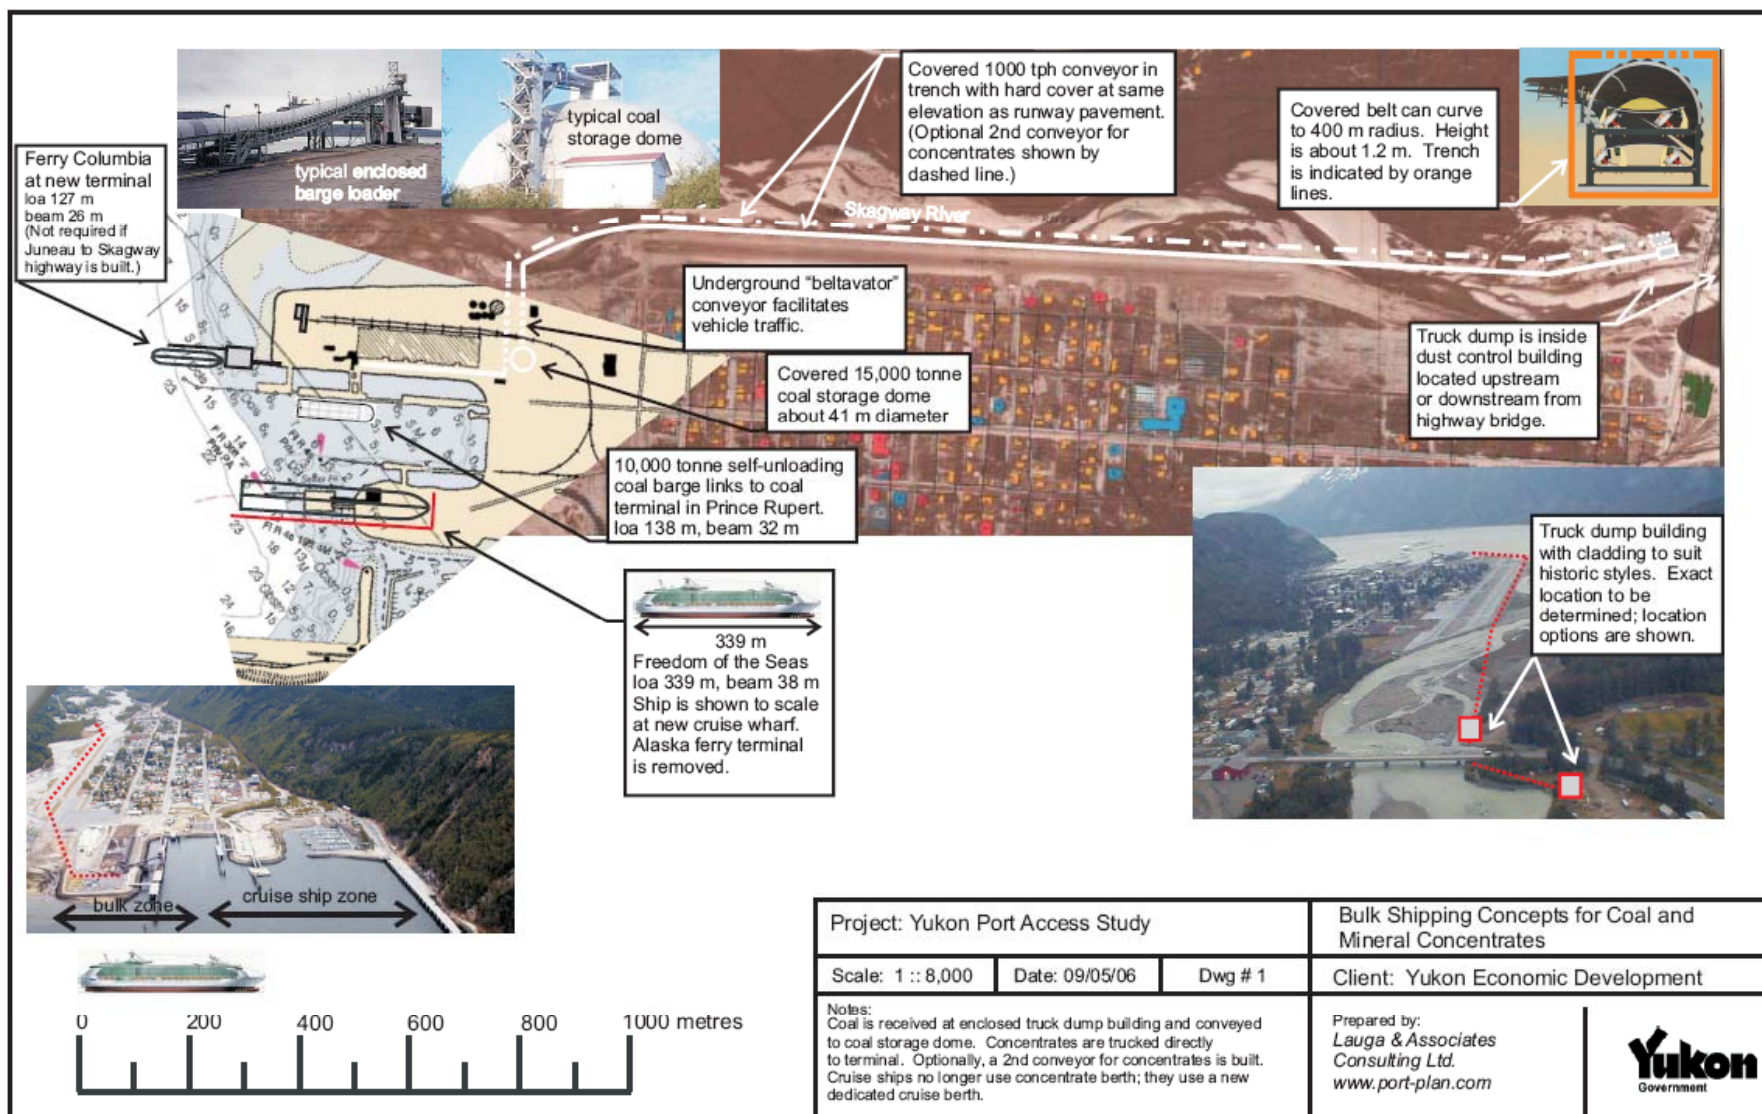 typical enclosed
barge loader
typical coal
storage dome
Covered 1000 tph conveyor in
trench with hard cover at same
elevation as runway pavement.
(Optional 2nd conveyor for
concentrates shown by
dashed line.)
Covered belt can curve
to 400 m radius. Height
is about 1.2 m. Trench
is indicated by orange
lines.
Ferry Columbia
at new terminal
loa 127 m
beam 26 m
(Not required if
Juneau to Skagway
highway is built.)
Skagway River
Underground "beltavator"
conveyor facilitates
vehicle traffic.
Truck dump is inside
dust control building
located upstream
or downstream from
highway bridge.
Covered 15,000 tonne
coal storage dome
about 41 m diameter
10,000 tonne self-unloading
coal barge links to coal
terminal in Prince Rupert.
loa 138 m, beam 32 m
Truck dump building
with cladding to suit
historic styles. Exact
location to be
determined; location
options are shown.
339 m
Freedom of the Seas
loa 339 m, beam 38 m
Ship is shown to scale
at new cruise wharf.
Alaska ferry terminal
is removed.
bulk zone
cruise ship zone
0 200 400 600 800 1000 metres
Project: Yukon Port Access Study
Bulk Shipping Concepts for Coal and
Mineral Concentrates
Scale: 1 :: 8,000
Date: 09/05/06
Dwg # 1
Client: Yukon Economic Development
Notes:
Coal is received at enclosed truck dump building and conveyed
to coal storage dome. Concentrates are trucked directly
to terminal. Optionally, a 2nd conveyor for concentrates is built.
Cruise ships no longer use concentrate berth; they use a new
dedicated cruise berth.
Prepared by:
Lauga & Associates
Consulting Ltd.
www.port-plan.com
Yukon
Government